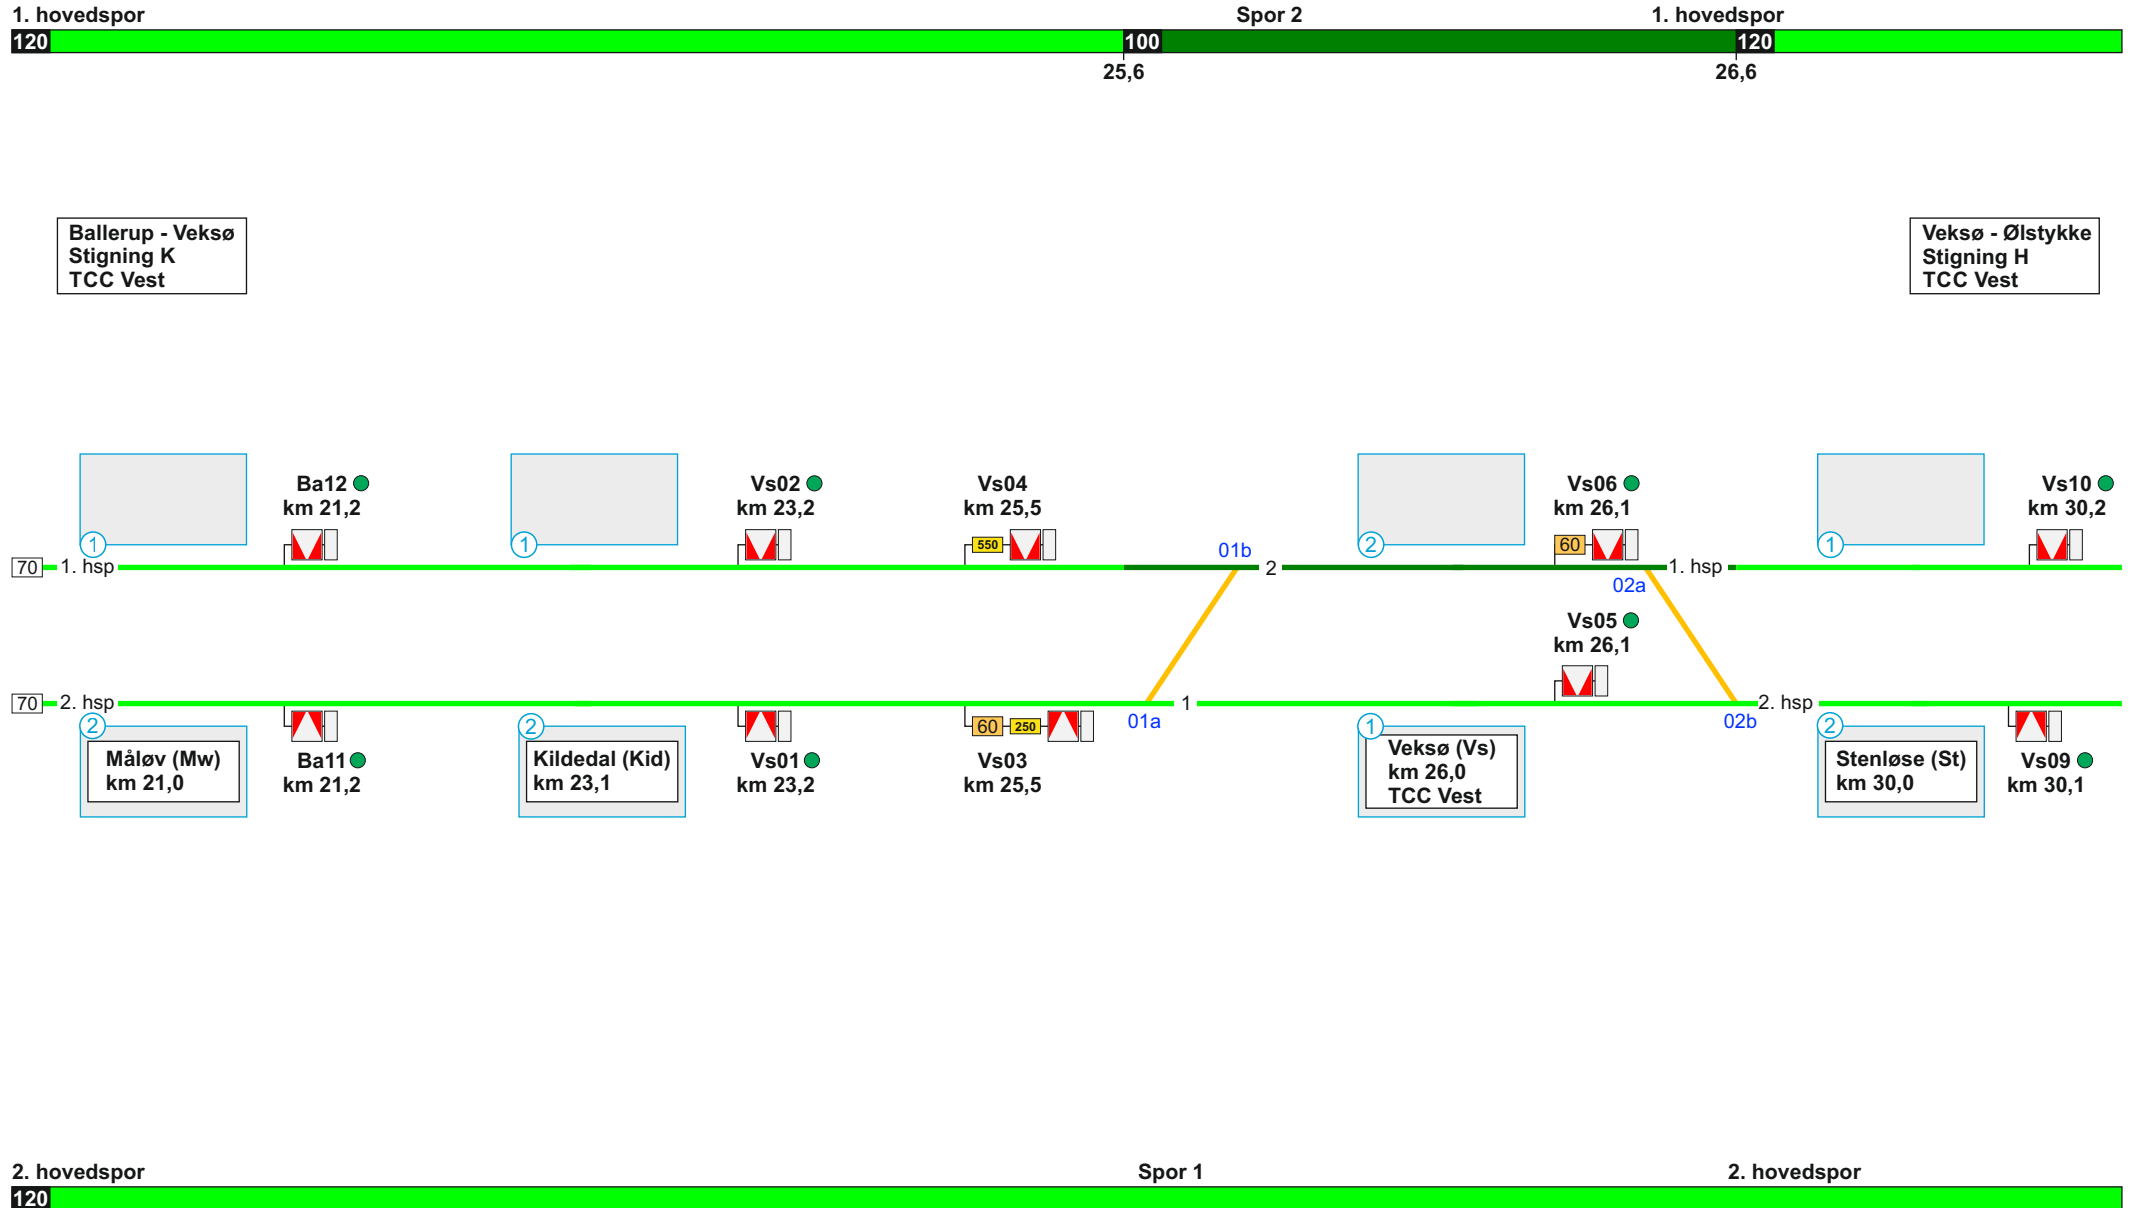 1. hovedspor
Spor 2
1. hovedspor
120
100
120
25,6
26,6
Ballerup - Veksø
Stigning K
TCC Vest
Veksø - Ølstykke
Stigning H
TCC Vest
Ba12
km 21,2
Vs02
km 23,2
Vs04
km 25,5
Vs06
km 26,1
Vs10
km 30,2
1
1
550
2
60
1
01b
70
1. hsp
2
1. hsp
02a
Vs05
km 26,1
70
2. hsp
1
2. hsp
2
2
60
250
01a
1
02b
2
Måløv (Mw)
km 21,0
Ba11
km 21,2
Kildedal (Kid)
km 23,1
Vs01
km 23,2
Vs03
km 25,5
Veksø (Vs)
km 26,0
TCC Vest
Stenløse (St)
km 30,0
Vs09
km 30,1
2. hovedspor
Spor 1
2. hovedspor
120